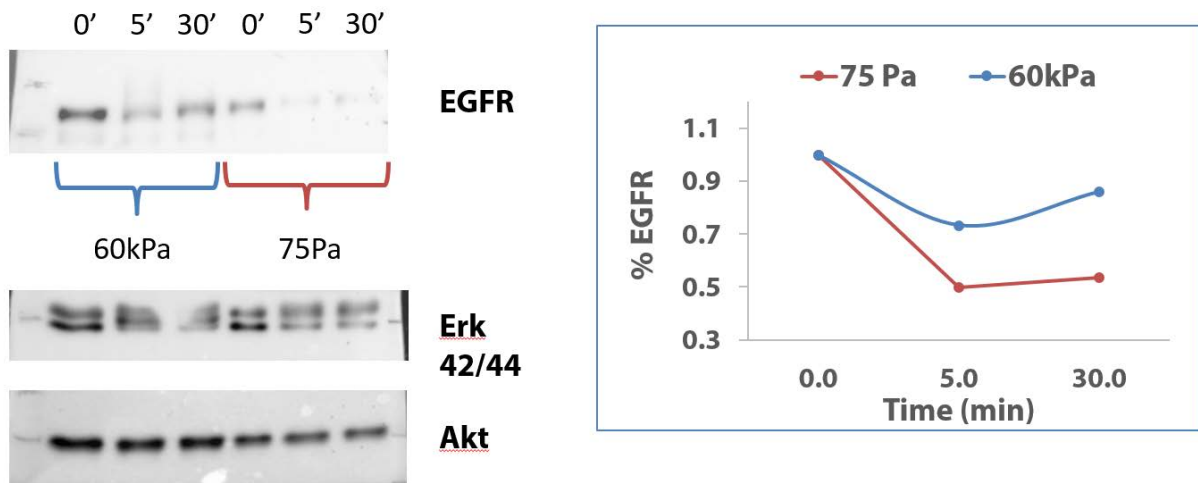 0’ 5’ 30’ 0’ 5’ 30’
EGFR
60kPa 75Pa
Erk
42/44
Akt
75 Pa 60kPa
1.1
0.9
0.7
0.5
0.3
% EGFR
0.0 5.0 30.0
Time (min)